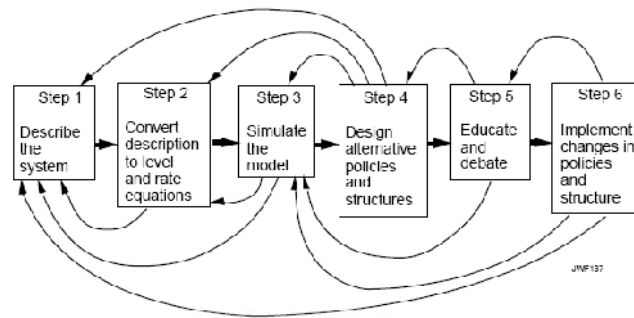 Step 1
Describe
the
system
Step 2
Convert
description
to level
and rate
equations
Step 3
Simulate
the
model
Step 4
Design
alternative
policies
and
structures
Step 5
Educate
and
debate
Step 6
Implement
changes in
policies
and
structure
JWF137